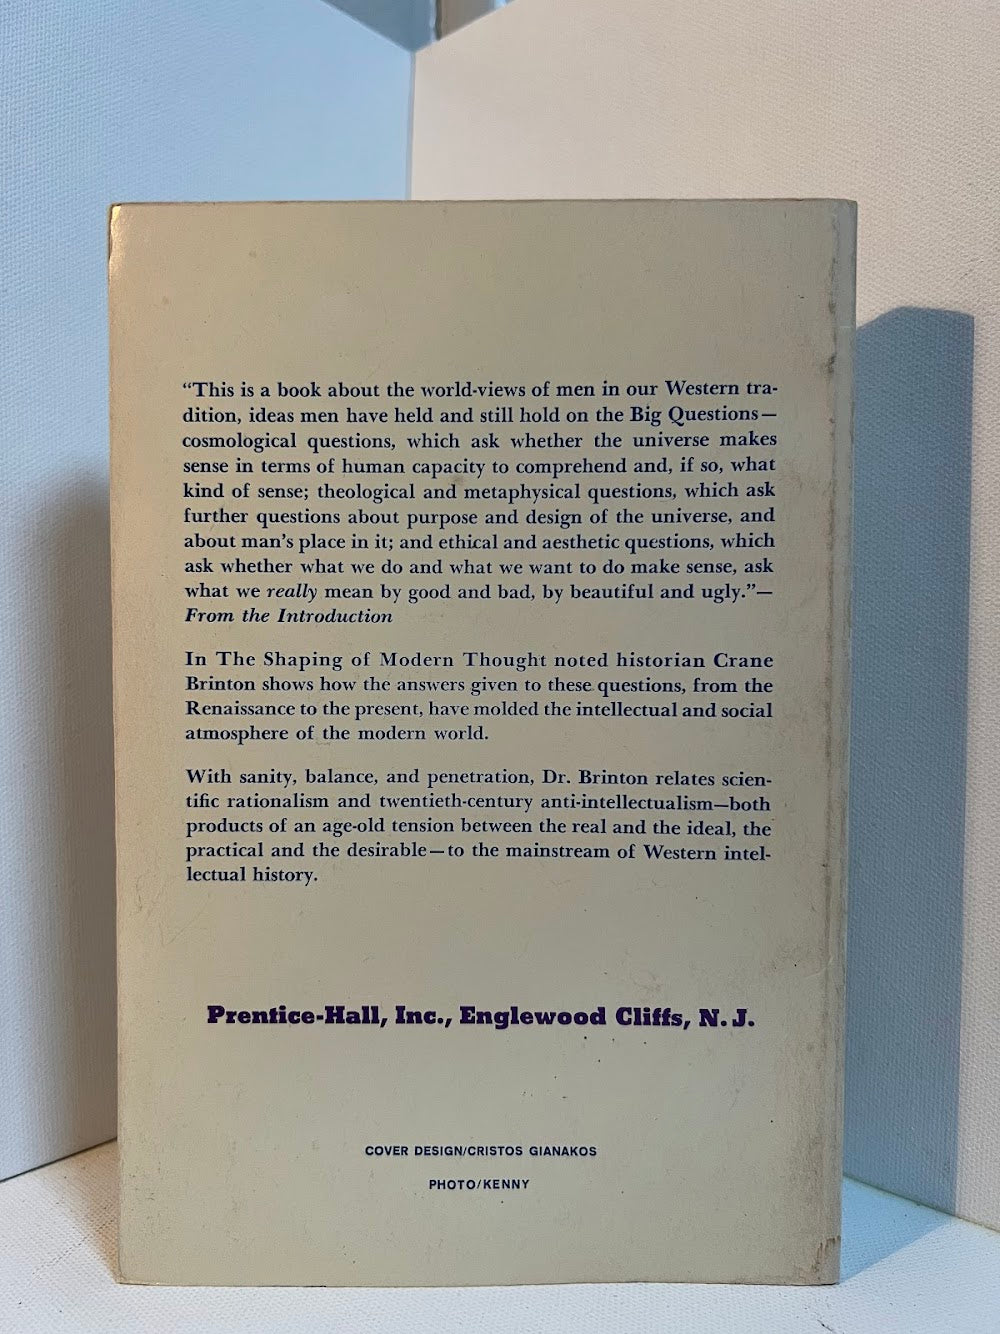 “This is a book about the world-views of men in our Western tra-
dition, ideas men have held and still hold on the Big Questions—
cosmological questions, which ask whether the universe makes
sense in terms of human capacity to comprehend and, if so, what
kind of sense; theological and metaphysical questions, which ask
further questions about purpose and design of the universe, and
about man’s place in it; and ethical and aesthetic questions, which
ask whether what we do and what we want to do make sense, ask
what we really mean by good and bad, by beautiful and ugly.”—
From the Introduction
In The Shaping of Modern Thought noted historian Crane
Brinton shows how the answers given to these questions, from the
Renaissance to the present, have molded the intellectual and social
atmosphere of the modern world.
With sanity, balance, and penetration, Dr. Brinton relates scien-
tific rationalism and twentieth-century anti-intellectualism—both
products of an age-old tension between the real and the ideal, the
practical and the desirable—to the mainstream of Western intel-
lectual history.
Prentice-Hall, Inc., Englewood Cliffs, N. J.
COVER DESIGN/CRISTOS GIANAKOS
PHOTO/KENNY